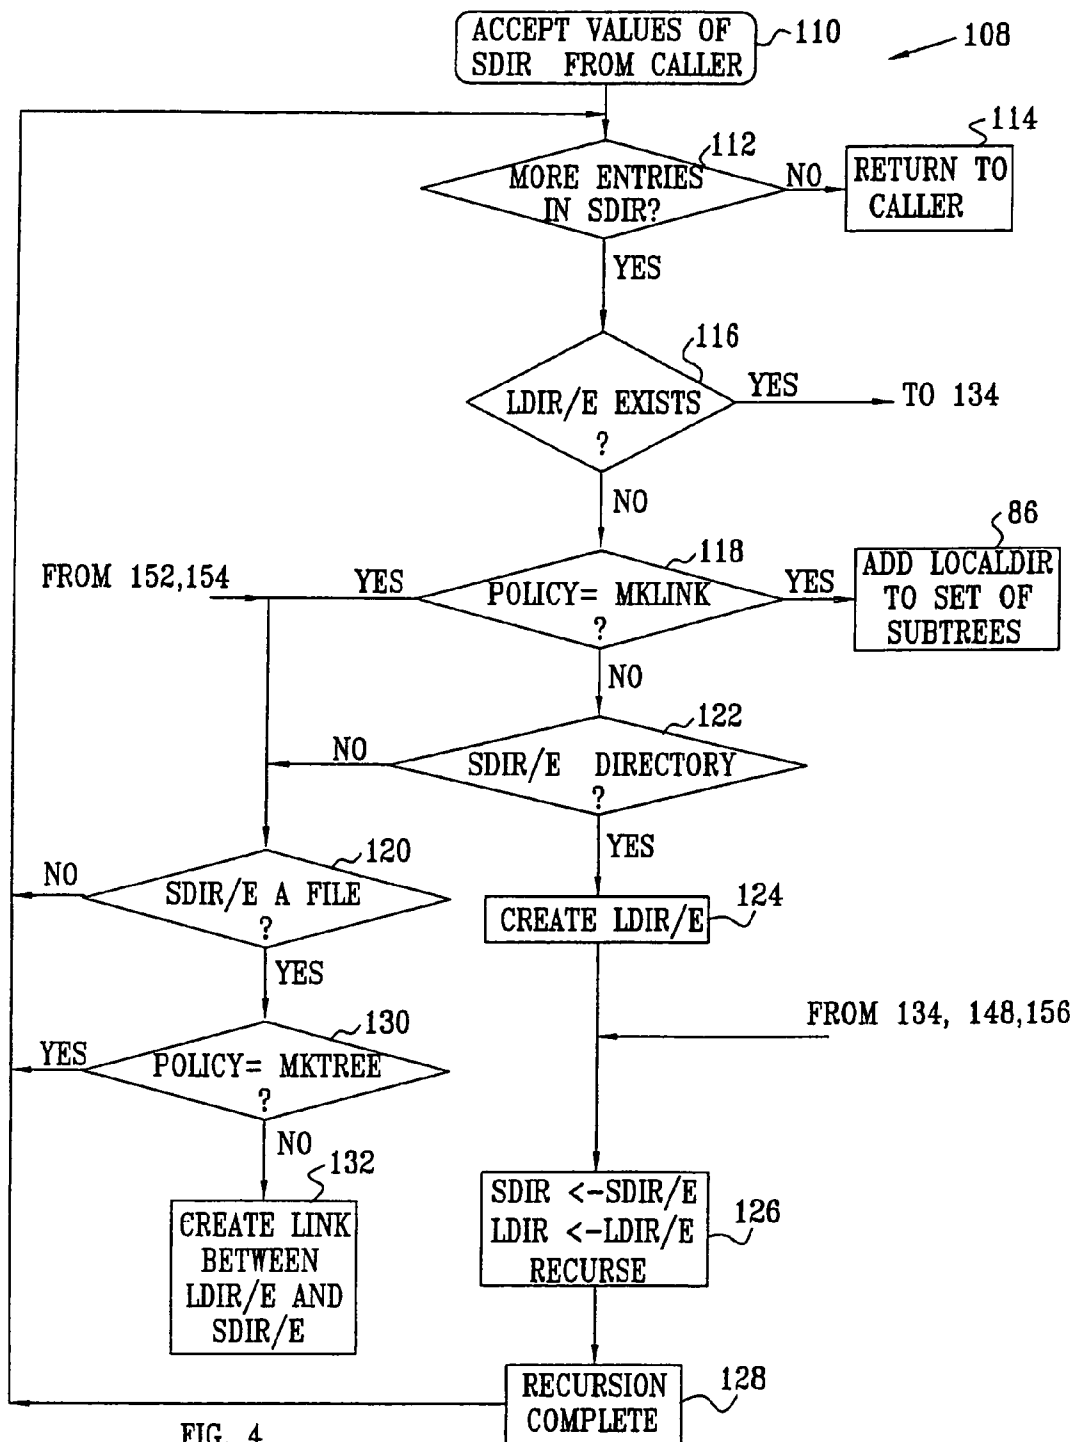 ACCEPT VALUES OF
SDIR FROM CALLER
110
108
112
MORE ENTRIES
IN SDIR?
NO
114
RETURN TO
CALLER
YES
116
LDIR/E EXISTS
?
YES
TO 134
NO
FROM 152,154
YES
118
POLICY= MKLINK
?
YES
86
ADD LOCALDIR
TO SET OF
SUBTREES
NO
122
SDIR/E DIRECTORY
?
NO
YES
120
SDIR/E A FILE
?
NO
YES
124
CREATE LDIR/E
FROM 134, 148,156
130
POLICY= MKTREE
?
YES
NO
132
CREATE LINK
BETWEEN
LDIR/E AND
SDIR/E
SDIR <-SDIR/E
LDIR <-LDIR/E
RECURSE
126
RECURSION
COMPLETE
128
FIG. 4